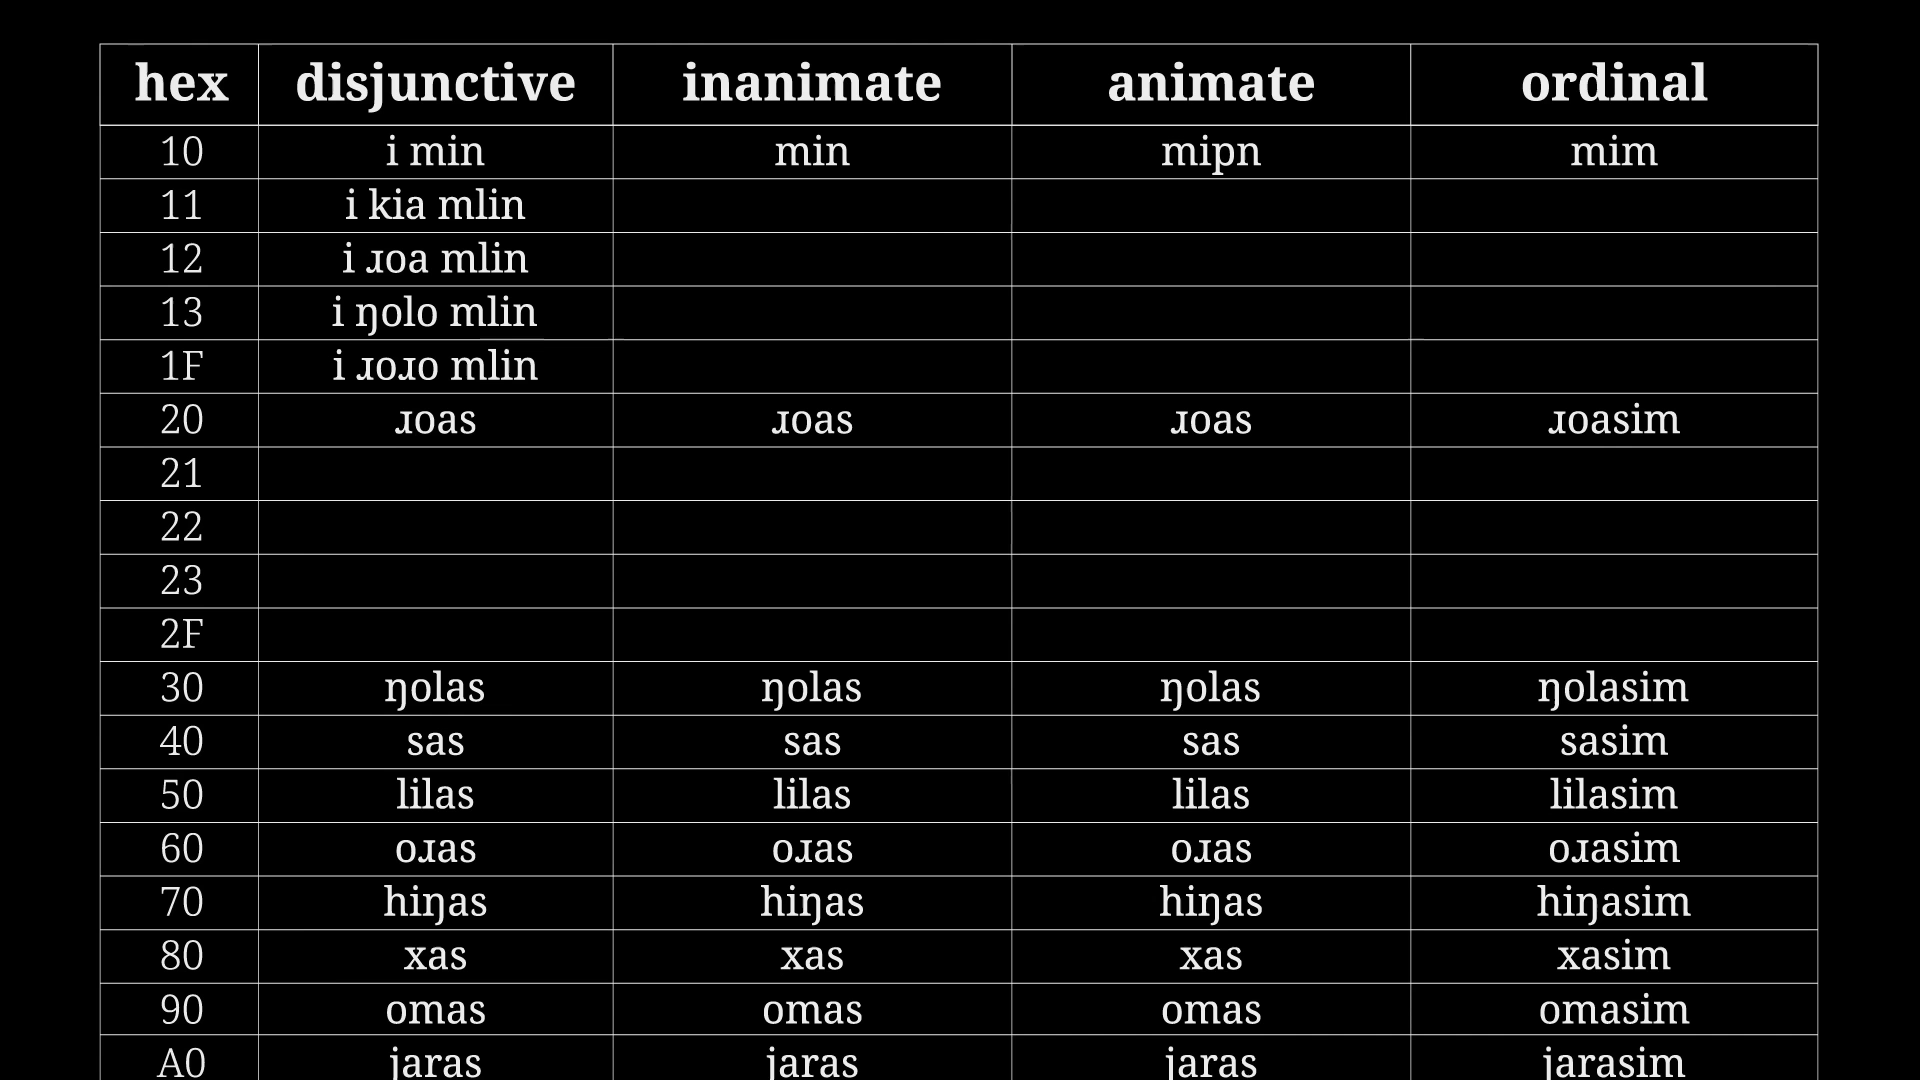 hex disjunctive inanimate animate ordinal
10 i min min mipn mim
11 i kia mlin
12 i ɹoa mlin
13 i ŋolo mlin
1F i ɹoɹo mlin
20 ɹoas ɹoas ɹoas ɹoasim
21
22
23
2F
30 ŋolas ŋolas ŋolas ŋolasim
40 sas sas sas sasim
50 lilas lilas lilas lilasim
60 oɹas oɹas oɹas oɹasim
70 hiŋas hiŋas hiŋas hiŋasim
80 xas xas xas xasim
90 omas omas omas omasim
A0 jaras jaras jaras jarasim